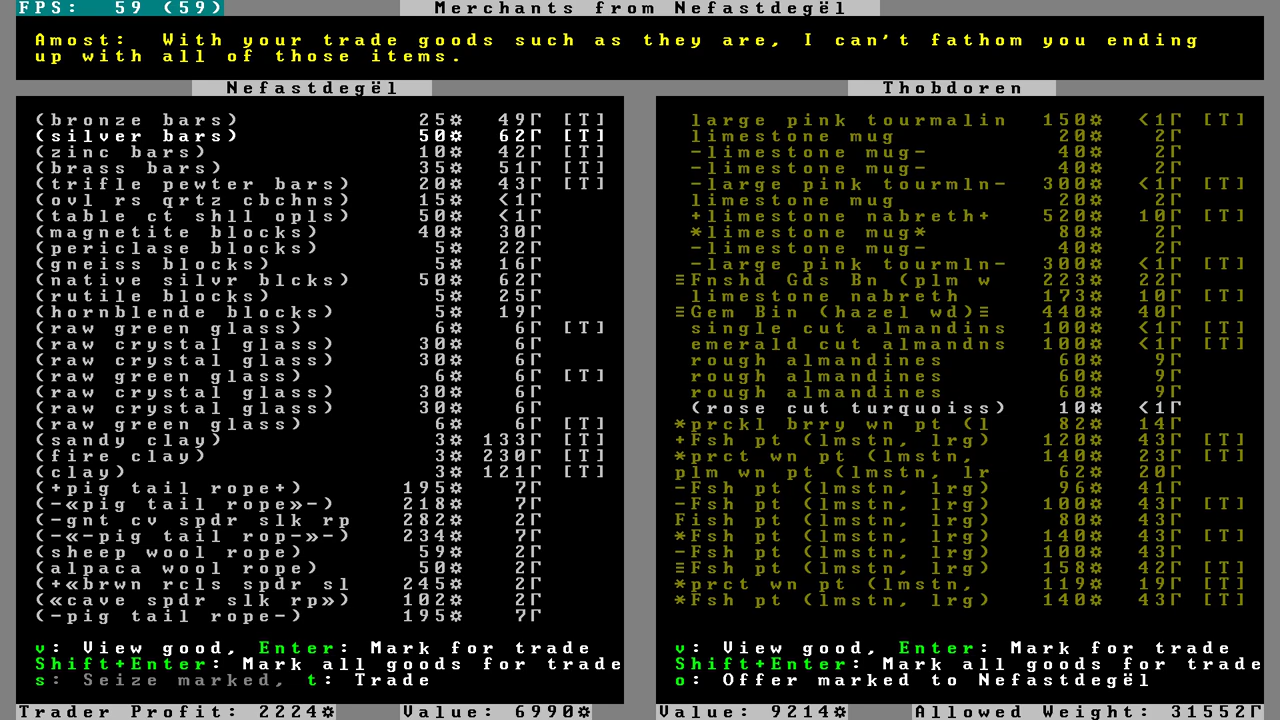 FPS: 59 (59)
Merchants from Nefastdegël
Amost: With your trade goods such as they are, I can't fathom you ending
up with all of those items.
Nefastdegël
(bronze bars) 25☼ 49Γ [T]
(silver bars) 50☼ 62Γ [T]
(zinc bars) 10☼ 42Γ [T]
(brass bars) 35☼ 51Γ [T]
(trifle pewter bars) 20☼ 43Γ [T]
(ovl rs qrtz cbchns) 15☼ <1Γ
(table ct shll opls) 50☼ <1Γ
(magnetite blocks) 40☼ 30Γ
(periclase blocks) 5☼ 22Γ
(gneiss blocks) 5☼ 16Γ
(native silvr blcks) 50☼ 62Γ
(rutile blocks) 5☼ 25Γ
(hornblende blocks) 5☼ 19Γ
(raw green glass) 6☼ 6Γ [T]
(raw crystal glass) 30☼ 6Γ
(raw crystal glass) 30☼ 6Γ
(raw green glass) 6☼ 6Γ [T]
(raw crystal glass) 30☼ 6Γ
(raw crystal glass) 30☼ 6Γ
(raw green glass) 6☼ 6Γ [T]
(sandy clay) 3☼ 133Γ [T]
(fire clay) 3☼ 230Γ [T]
(clay) 3☼ 121Γ [T]
(+pig tail rope+) 195☼ 7Γ
(-«pig tail rope»-) 218☼ 7Γ
(-gnt cv spdr slk rp 282☼ 2Γ
(-«-pig tail rop-»-) 234☼ 7Γ
(sheep wool rope) 59☼ 2Γ
(alpaca wool rope) 50☼ 2Γ
(+«brwn rcls spdr sl 245☼ 2Γ
(«cave spdr slk rp») 102☼ 2Γ
(-pig tail rope-) 195☼ 7Γ
v: View good, Enter: Mark for trade
Shift+Enter: Mark all goods for trade
s: Seize marked, t: Trade
Trader Profit: 2224☼ Value: 6990☼
Thobdoren
large pink tourmalin 150☼ <1Γ [T]
limestone mug 20☼ 2Γ
-limestone mug- 40☼ 2Γ
-limestone mug- 40☼ 2Γ
-large pink tourmln- 300☼ <1Γ [T]
limestone mug 20☼ 2Γ
+limestone nabreth+ 520☼ 10Γ [T]
*limestone mug* 80☼ 2Γ
-limestone mug- 40☼ 2Γ
-large pink tourmln- 300☼ <1Γ [T]
≡Fnshd Gds Bn (plm w 223☼ 22Γ
limestone nabreth 173☼ 10Γ [T]
≡Gem Bin (hazel wd)≡ 440☼ 40Γ
single cut almandins 100☼ <1Γ [T]
emerald cut almandns 100☼ <1Γ [T]
rough almandines 60☼ 9Γ
rough almandines 60☼ 9Γ
rough almandines 60☼ 9Γ
(rose cut turquoiss) 10☼ <1Γ
*prckl brry wn pt (l 82☼ 14Γ
+Fsh pt (lmstn, lrg) 120☼ 43Γ [T]
*prct wn pt (lmstn, 140☼ 23Γ [T]
plm wn pt (lmstn, lr 62☼ 20Γ
-Fsh pt (lmstn, lrg) 96☼ 41Γ
-Fsh pt (lmstn, lrg) 100☼ 43Γ [T]
Fish pt (lmstn, lrg) 80☼ 43Γ
*Fsh pt (lmstn, lrg) 140☼ 43Γ [T]
-Fsh pt (lmstn, lrg) 100☼ 43Γ
≡Fsh pt (lmstn, lrg) 158☼ 42Γ [T]
*prct wn pt (lmstn, 119☼ 19Γ [T]
*Fsh pt (lmstn, lrg) 140☼ 43Γ [T]
v: View good, Enter: Mark for trade
Shift+Enter: Mark all goods for trade
o: Offer marked to Nefastdegël
Value: 9214☼ Allowed Weight: 31552Γ